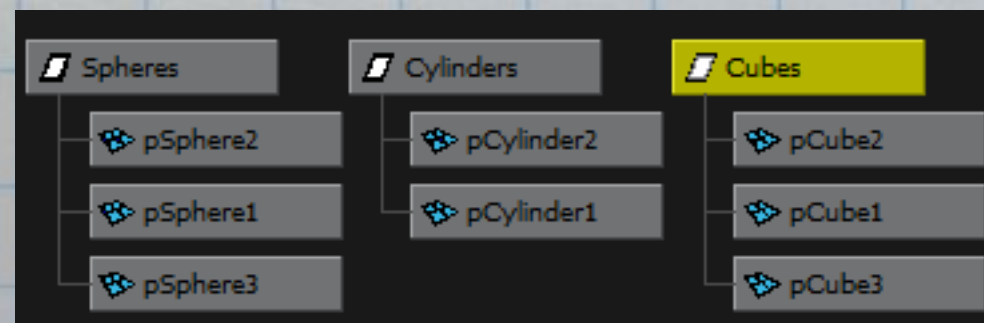 Spheres Cylinders Cubes
pSphere2 pCylinder2 pCube2
pSphere1 pCylinder1 pCube1
pSphere3 pCube3